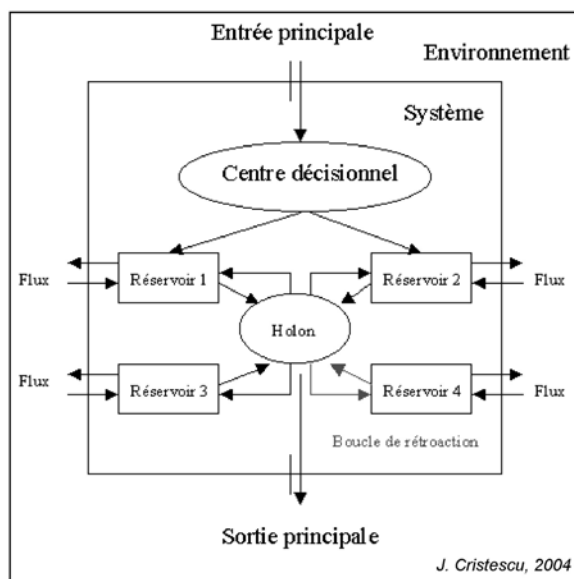 Entrée principale
Environnement
Système
Centre décisionnel
Flux
Réservoir 1
Réservoir 2
Flux
Holon
Flux
Réservoir 3
Réservoir 4
Flux
Boucle de rétroaction
Sortie principale
J. Cristescu, 2004